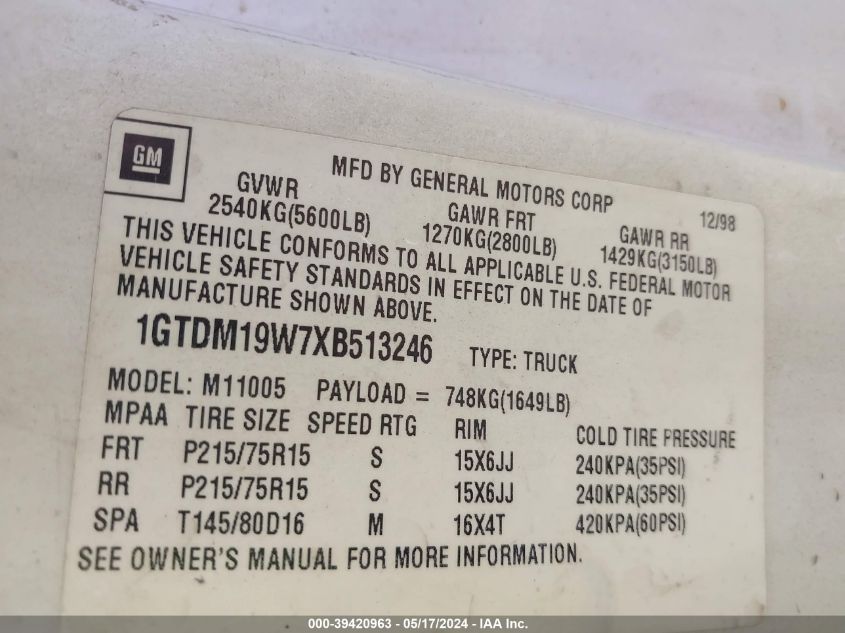 GM
MFD BY GENERAL MOTORS CORP 12/98
GVWR GAWR FRT GAWR RR
2540KG(5600LB) 1270KG(2800LB) 1429KG(3150LB)
THIS VEHICLE CONFORMS TO ALL APPLICABLE U.S. FEDERAL MOTOR
VEHICLE SAFETY STANDARDS IN EFFECT ON THE DATE OF
MANUFACTURE SHOWN ABOVE.
1GTDM19W7XB513246 TYPE: TRUCK
MODEL: M11005 PAYLOAD = 748KG(1649LB)
MPAA TIRE SIZE SPEED RTG RIM COLD TIRE PRESSURE
FRT P215/75R15 S 15X6JJ 240KPA(35PSI)
RR P215/75R15 S 15X6JJ 240KPA(35PSI)
SPA T145/80D16 M 16X4T 420KPA(60PSI)
SEE OWNER'S MANUAL FOR MORE INFORMATION.
000-39420963 - 05/17/2024 - IAA Inc.